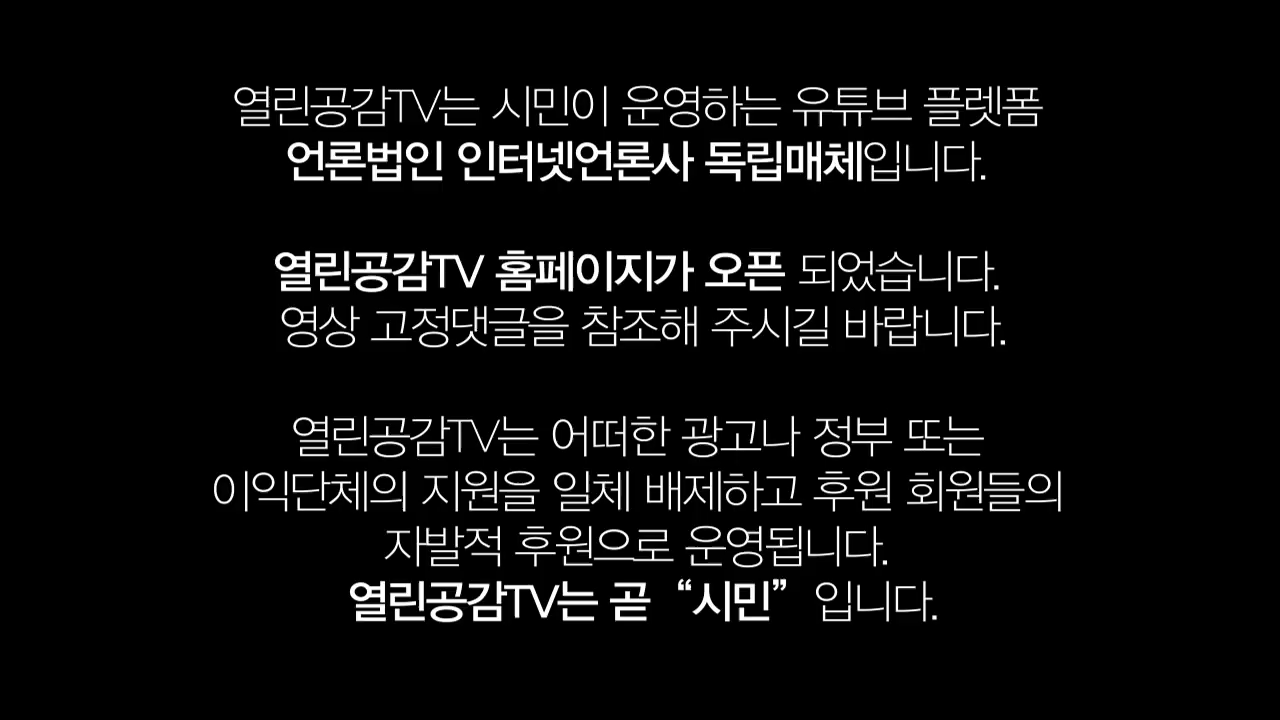 열린공감TV는 시민이 운영하는 유튜브 플렛폼
언론법인 인터넷언론사 독립매체입니다.
열린공감TV 홈페이지가 오픈 되었습니다.
영상 고정댓글을 참조해 주시길 바랍니다.
열린공감TV는 어떠한 광고나 정부 또는
이익단체의 지원을 일체 배제하고 후원 회원들의
자발적 후원으로 운영됩니다.
열린공감TV는 곧 “시민” 입니다.